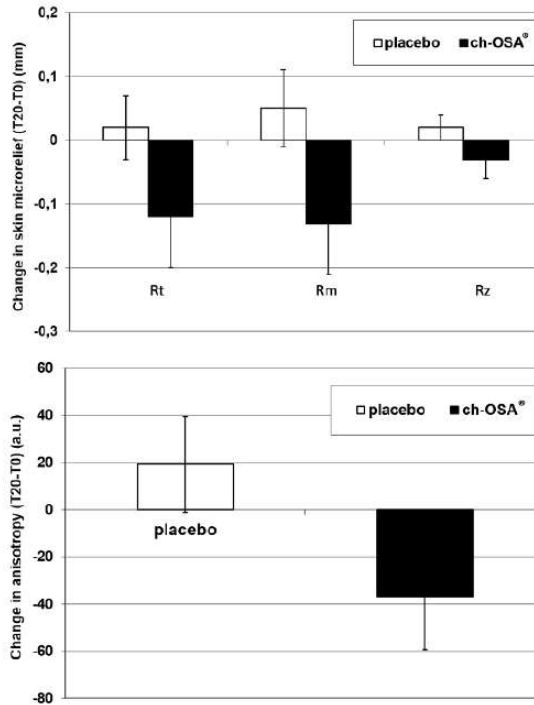 Change in skin microrelief (T20-T0) (mm)
0,2
0,1
0
-0,1
-0,2
-0,3
placebo ch-OSA®
Rt Rm Rz
Change in anisotropy (T20-T0) (a.u.)
60
40
20
0
-20
-40
-60
-80
placebo ch-OSA®
placebo